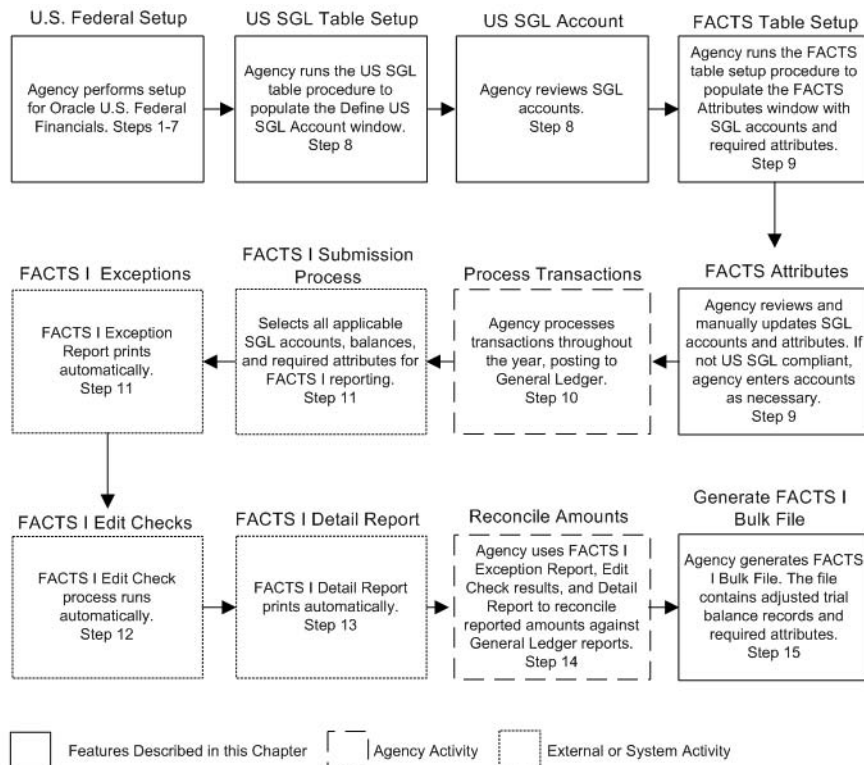 U.S. Federal Setup
Agency performs setup
for Oracle U.S. Federal
Financials. Steps 1-7
US SGL Table Setup
Agency runs the US SGL
table procedure to
populate the Define US
SGL Account window.
Step 8
US SGL Account
Agency reviews SGL
accounts.
Step 8
FACTS Table Setup
Agency runs the FACTS
table setup procedure to
populate the FACTS
Attributes window with
SGL accounts and
required attributes.
Step 9
FACTS Attributes
Agency reviews and
manually updates SGL
accounts and attributes. If
not US SGL compliant,
agency enters accounts
as necessary.
Step 9
Process Transactions
Agency processes
transactions throughout
the year, posting to
General Ledger.
Step 10
FACTS I Submission
Process
Selects all applicable
SGL accounts, balances,
and required attributes for
FACTS I reporting.
Step 11
FACTS I Exceptions
FACTS I Exception
Report prints
automatically.
Step 11
FACTS I Edit Checks
FACTS I Edit Check
process runs
automatically.
Step 12
FACTS I Detail Report
FACTS I Detail Report
prints automatically.
Step 13
Reconcile Amounts
Agency uses FACTS I
Exception Report, Edit
Check results, and Detail
Report to reconcile
reported amounts against
General Ledger reports.
Step 14
Generate FACTS I
Bulk File
Agency generates FACTS
I Bulk File. The file
contains adjusted trial
balance records and
required attributes.
Step 15
Features Described in this Chapter
Agency Activity
External or System Activity